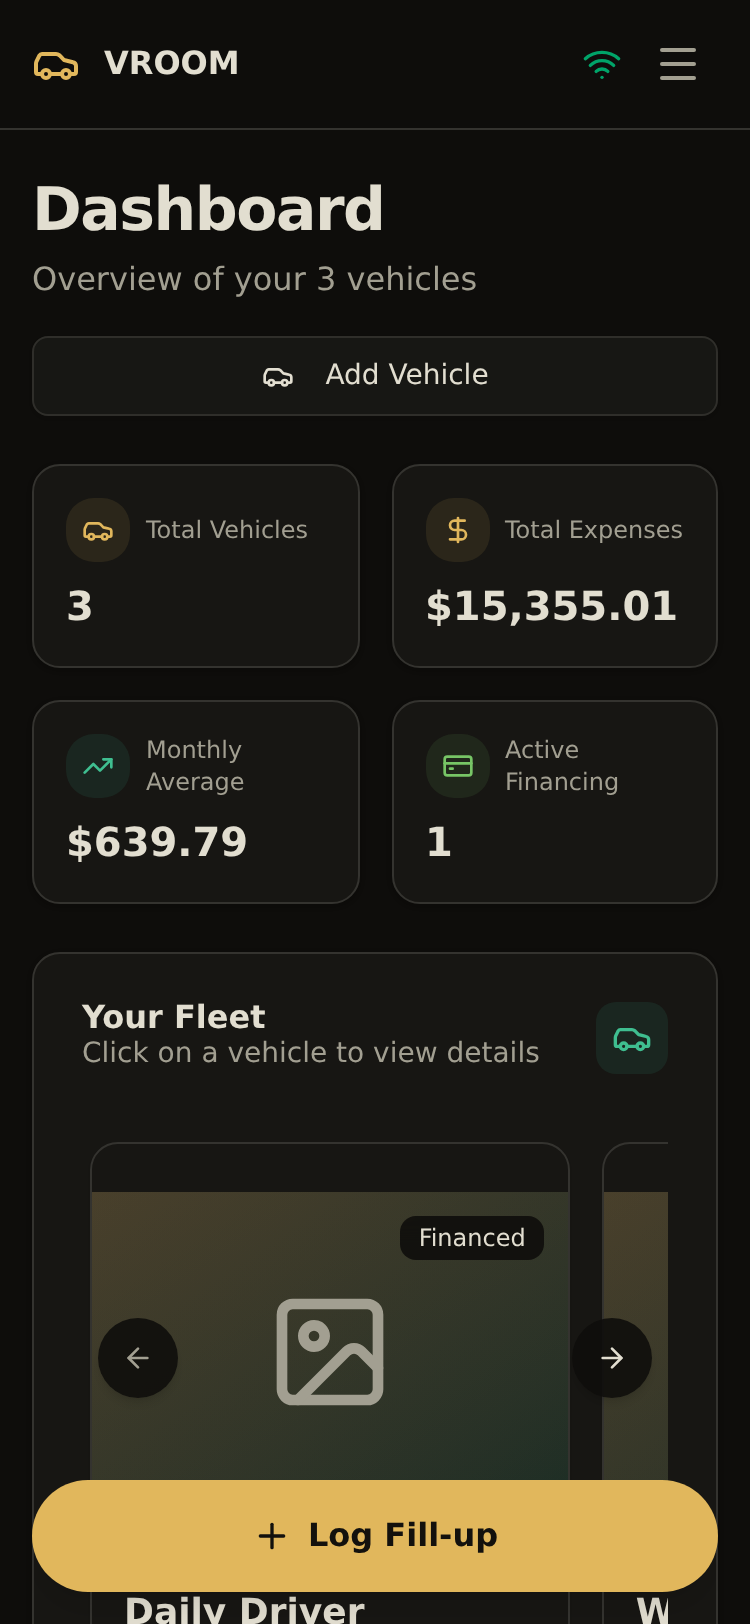 VROOM
Dashboard
Overview of your 3 vehicles
Add Vehicle
Total Vehicles
3
Total Expenses
$15,355.01
Monthly
Average
$639.79
Active
Financing
1
Your Fleet
Click on a vehicle to view details
Financed
Log Fill-up
Daily Driver